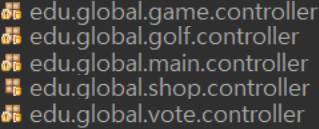 edu.global.game.controller
edu.global.golf.controller
edu.global.main.controller
edu.global.shop.controller
edu.global.vote.controller